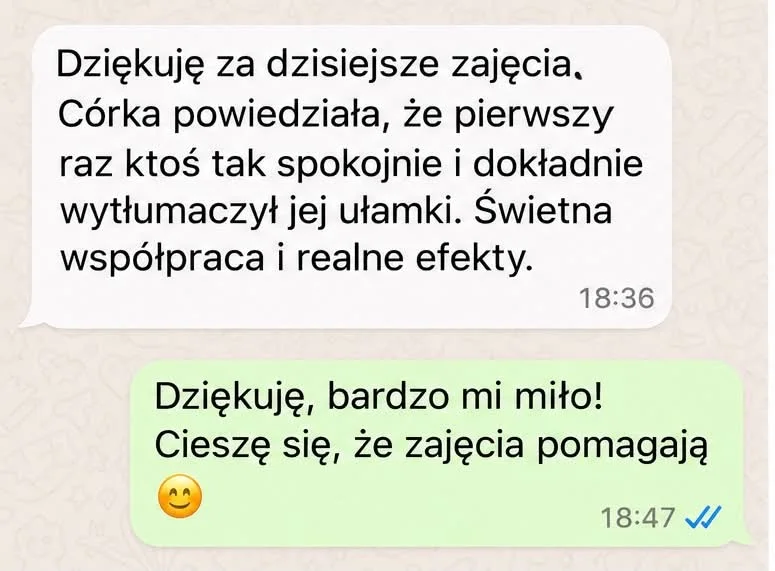 Dziękuję za dzisiejsze zajęcia.
Córka powiedziała, że pierwszy
raz ktoś tak spokojnie i dokładnie
wytłumaczył jej ułamki. Świetna
współpraca i realne efekty.
18:36
Dziękuję, bardzo mi miło!
Cieszę się, że zajęcia pomagają
😊
18:47